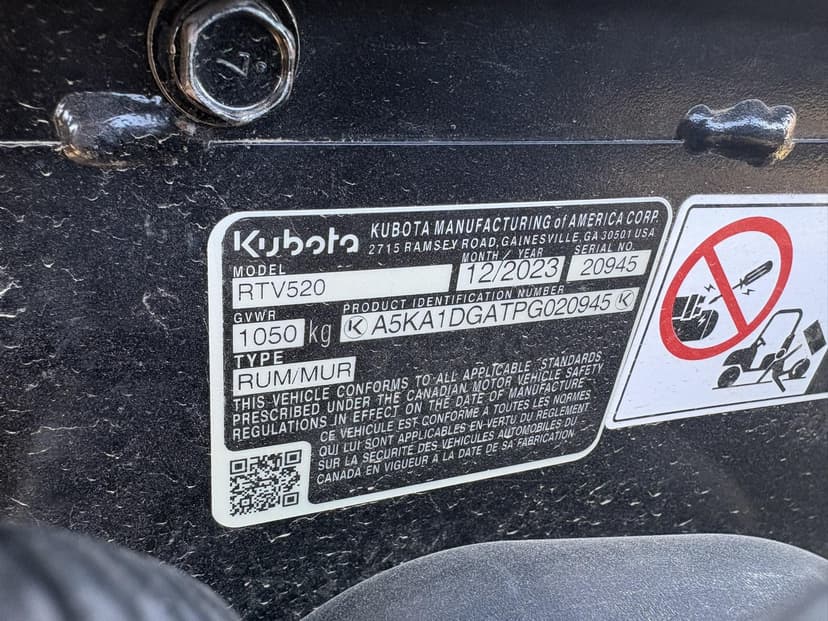 Kubota KUBOTA MANUFACTURING of AMERICA CORP.
2715 RAMSEY ROAD, GAINESVILLE, GA 30501 USA
MODEL MONTH / YEAR SERIAL NO.
RTV520 12/2023 20945
GVWR PRODUCT IDENTIFICATION NUMBER
1050 kg K A5KA1DGATPG020945 K
TYPE
RUM/MUR
THIS VEHICLE CONFORMS TO ALL APPLICABLE STANDARDS
PRESCRIBED UNDER THE CANADIAN MOTOR VEHICLE SAFETY
REGULATIONS IN EFFECT ON THE DATE OF MANUFACTURE
CE VEHICULE EST CONFORME A TOUTES LES NORMES
QUI LUI SONT APPLICABLES EN-VERTU DU REGLEMENT
SUR LA SECURITE DES VEHICULES AUTOMOBILES DU
CANADA EN VIGUEUR A LA DATE DE SA FABRICATION